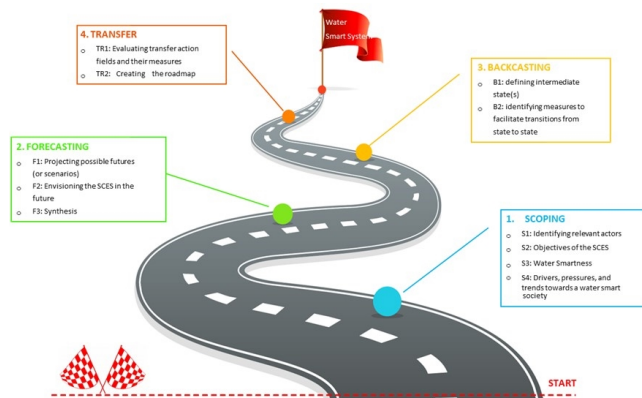 Water
Smart System
4. TRANSFER
o TR1: Evaluating transfer action
fields and their measures
o TR2: Creating the roadmap
3. BACKCASTING
o B1: defining intermediate
state(s)
o B2: identifying measures to
facilitate transitions from
state to state
2. FORECASTING
o F1: Projecting possible futures
(or scenarios)
o F2: Envisioning the SCES in the
future
o F3: Synthesis
1. SCOPING
o S1: Identifying relevant actors
o S2: Objectives of the SCES
o S3: Water Smartness
o S4: Drivers, pressures, and
trends towards a water smart
society
START